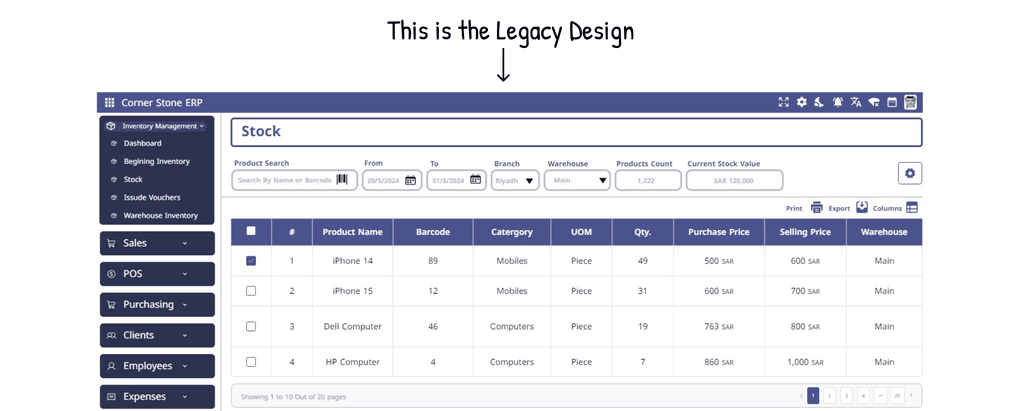 This is the Legacy Design
Corner Stone ERP
Inventory Management
Dashboard
Begining Inventory
Stock
Issude Vouchers
Warehouse Inventory
Sales
POS
Purchasing
Clients
Employees
Expenses
Stock
Product Search From To Branch Warehouse Products Count Current Stock Value
Search By Name or Barcode 20/5/2024 31/5/2024 Riyadh Main 1,322 SAR 120,000
Print Export Columns
# Product Name Barcode Catergory UOM Qty. Purchase Price Selling Price Warehouse
1 iPhone 14 89 Mobiles Piece 49 500 SAR 600 SAR Main
2 iPhone 15 12 Mobiles Piece 31 600 SAR 700 SAR Main
3 Dell Computer 46 Computers Piece 19 763 SAR 800 SAR Main
4 HP Computer 4 Computers Piece 7 860 SAR 1,000 SAR Main
Showing 1 to 10 Out of 20 pages
‹ 1 2 3 4 ... 20 ›